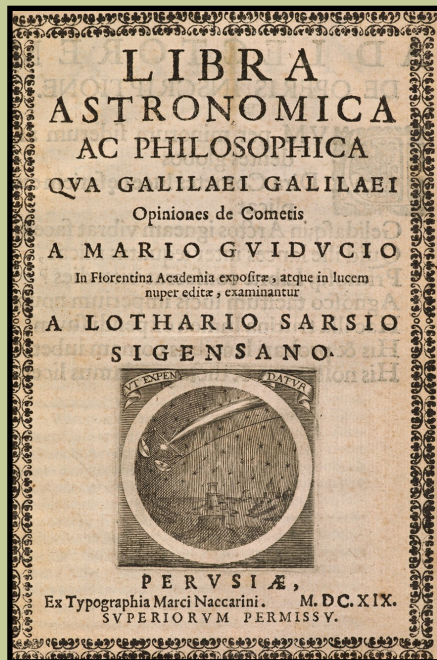 LIBRA
ASTRONOMICA
AC PHILOSOPHICA
QVA GALILAEI GALILAEI
Opiniones de Cometis
A MARIO GVIDVCIO
In Florentina Academia expositæ, atque in lucem
nuper editæ, examinantur
A LOTHARIO SARSIO
SIGENSANO.
VT EXPEN DATVR
PERVSIÆ,
Ex Typographia Marci Naccarini. M.DC.XIX.
SVPERIORVM PERMISSV.